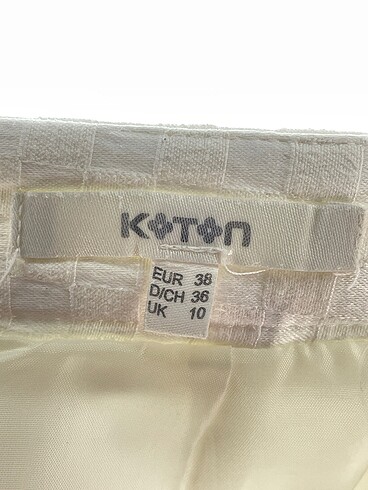 KOTON
EUR 38
D/CH 36
UK 10